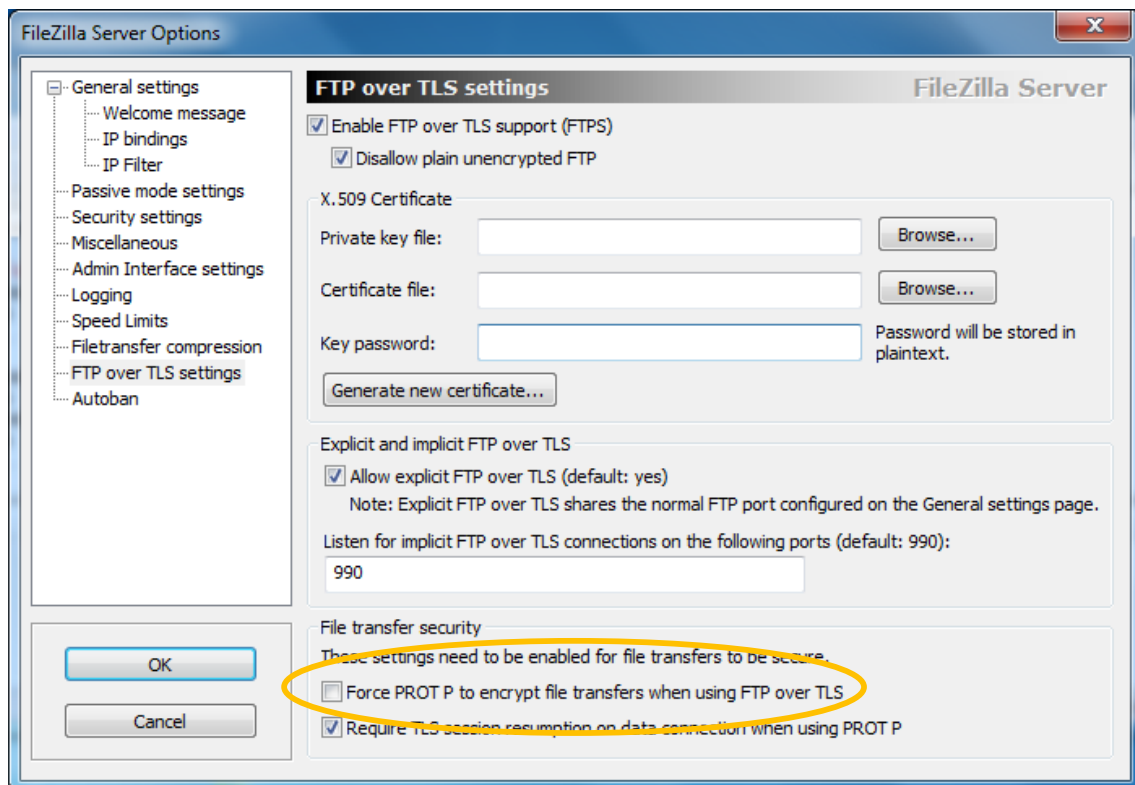 FileZilla Server Options
General settings
Welcome message
IP bindings
IP Filter
Passive mode settings
Security settings
Miscellaneous
Admin Interface settings
Logging
Speed Limits
Filetransfer compression
FTP over TLS settings
Autoban
OK
Cancel
FTP over TLS settings
FileZilla Server
Enable FTP over TLS support (FTPS)
Disallow plain unencrypted FTP
X.509 Certificate
Private key file:
Browse...
Certificate file:
Browse...
Key password:
Password will be stored in
plaintext.
Generate new certificate...
Explicit and implicit FTP over TLS
Allow explicit FTP over TLS (default: yes)
Note: Explicit FTP over TLS shares the normal FTP port configured on the General settings page.
Listen for implicit FTP over TLS connections on the following ports (default: 990):
990
File transfer security
These settings need to be enabled for file transfers to be secure.
Force PROT P to encrypt file transfers when using FTP over TLS
Require TLS session resumption on data connection when using PROT P